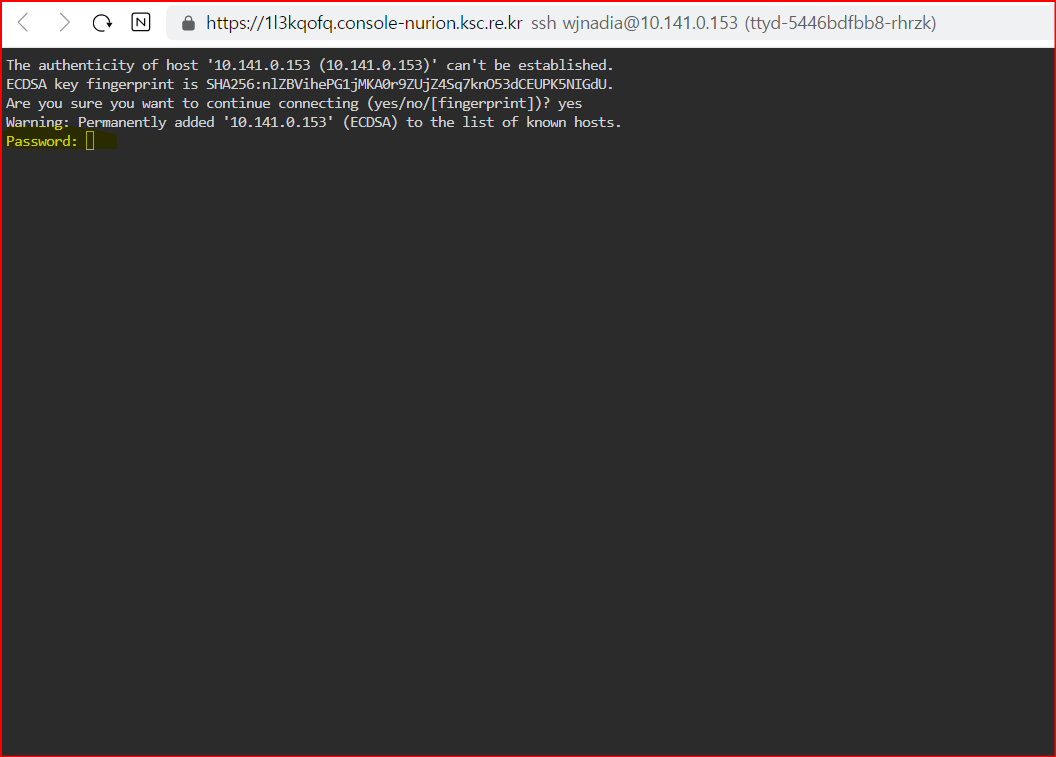 N https://1l3kqofq.console-nurion.ksc.re.kr ssh wjnadia@10.141.0.153 (ttyd-5446bdfbb8-rhrzk)
The authenticity of host '10.141.0.153 (10.141.0.153)' can't be established.
ECDSA key fingerprint is SHA256:nlZBVihePG1jMKA0r9ZUjZ4Sq7knO53dCEUPK5NIGdU.
Are you sure you want to continue connecting (yes/no/[fingerprint])? yes
Warning: Permanently added '10.141.0.153' (ECDSA) to the list of known hosts.
Password: